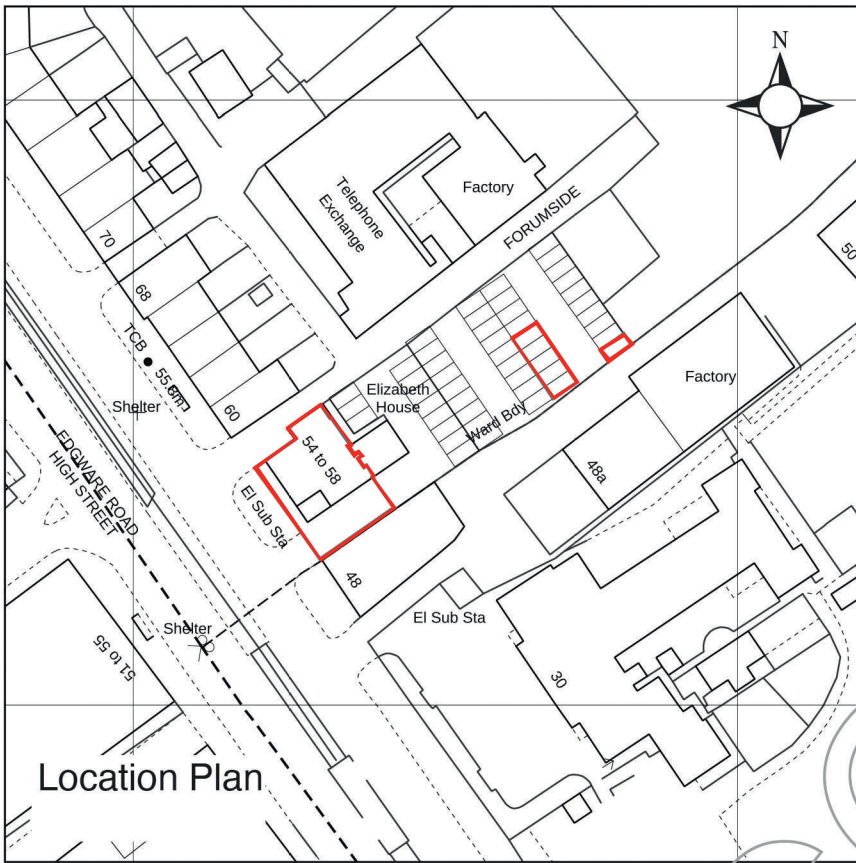 N
Telephone
Exchange
Factory
FORUMSIDE
70
68
TCB
55.8m
Shelter
60
50
Factory
Elizabeth
House
Ward Bdy
54 to 58
El Sub Sta
48a
EDGWARE ROAD
HIGH STREET
48
El Sub Sta
Shelter
51 to 55
30
Location Plan